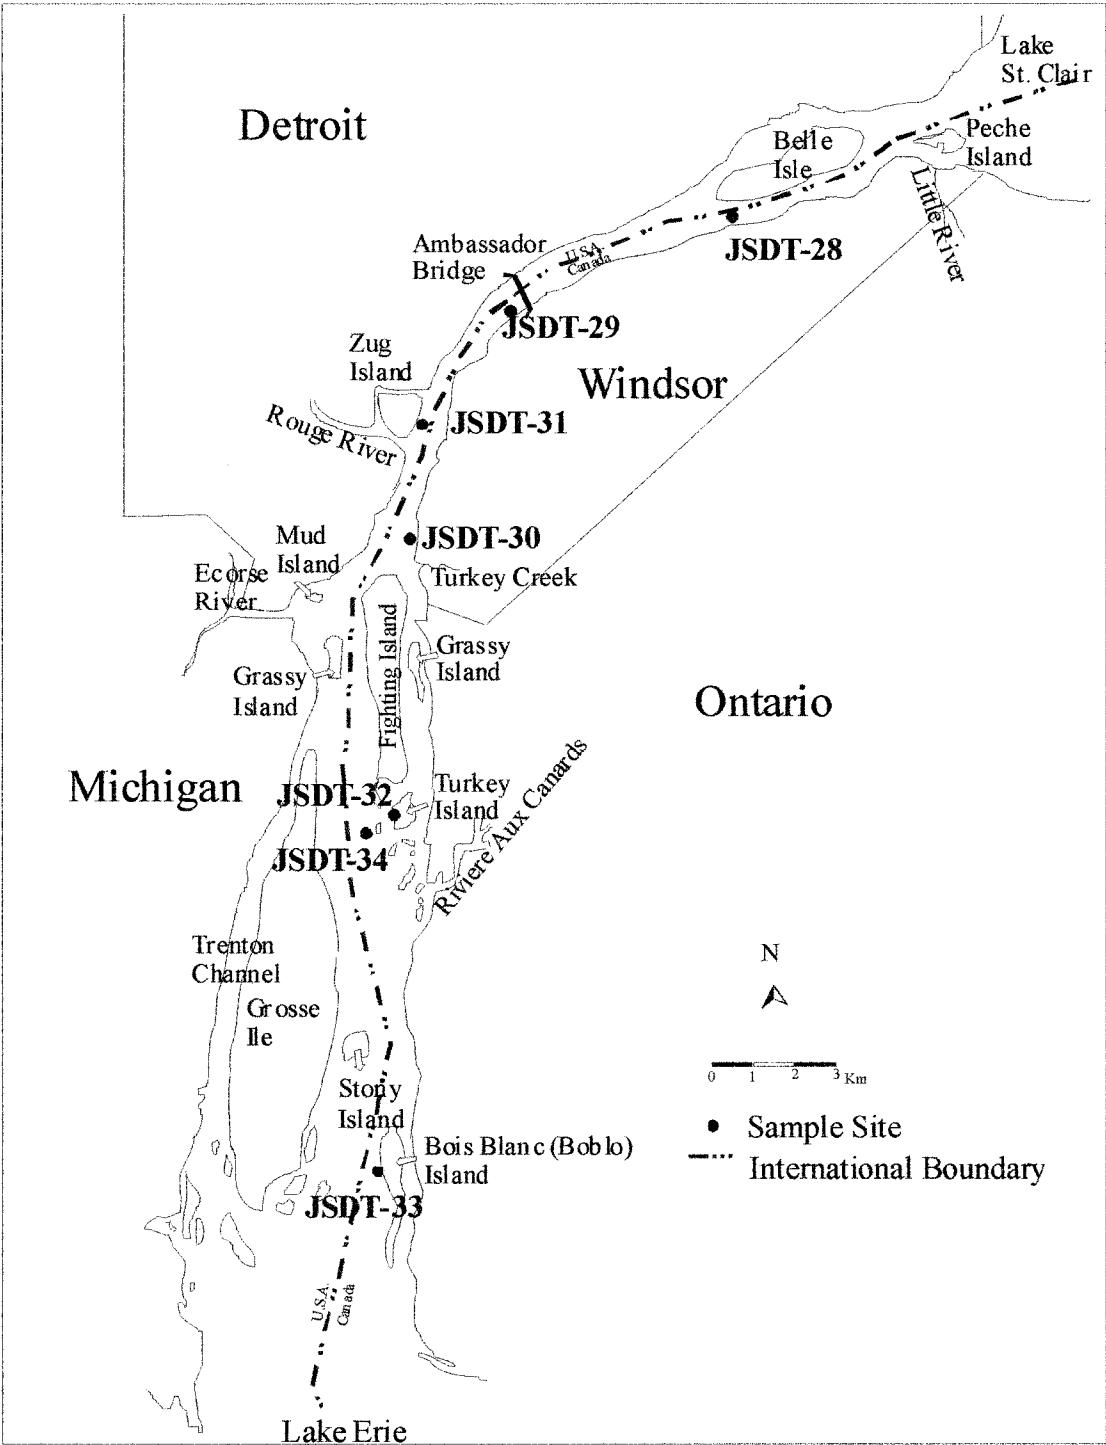 Lake
St. Clair
Detroit
Peche
Island
Belle
Isle
Little River
Ambassador
Bridge
U.S.A.
Canada
JSDT-28
JSDT-29
Zug
Island
Windsor
Rouge River
JSDT-31
Mud
Island
JSDT-30
Ecorse
River
Turkey Creek
Fighting Island
Grassy
Island
Grassy
Island
Ontario
Michigan
JSDT-32
Turkey
Island
JSDT-34
Riviere Aux Canards
Trenton
Channel
Grosse
Ile
N
0 1 2 3 Km
Stony
Island
Sample Site
Bois Blanc (Boblo)
Island
International Boundary
JSDT-33
U.S.A.
Canada
Lake Erie